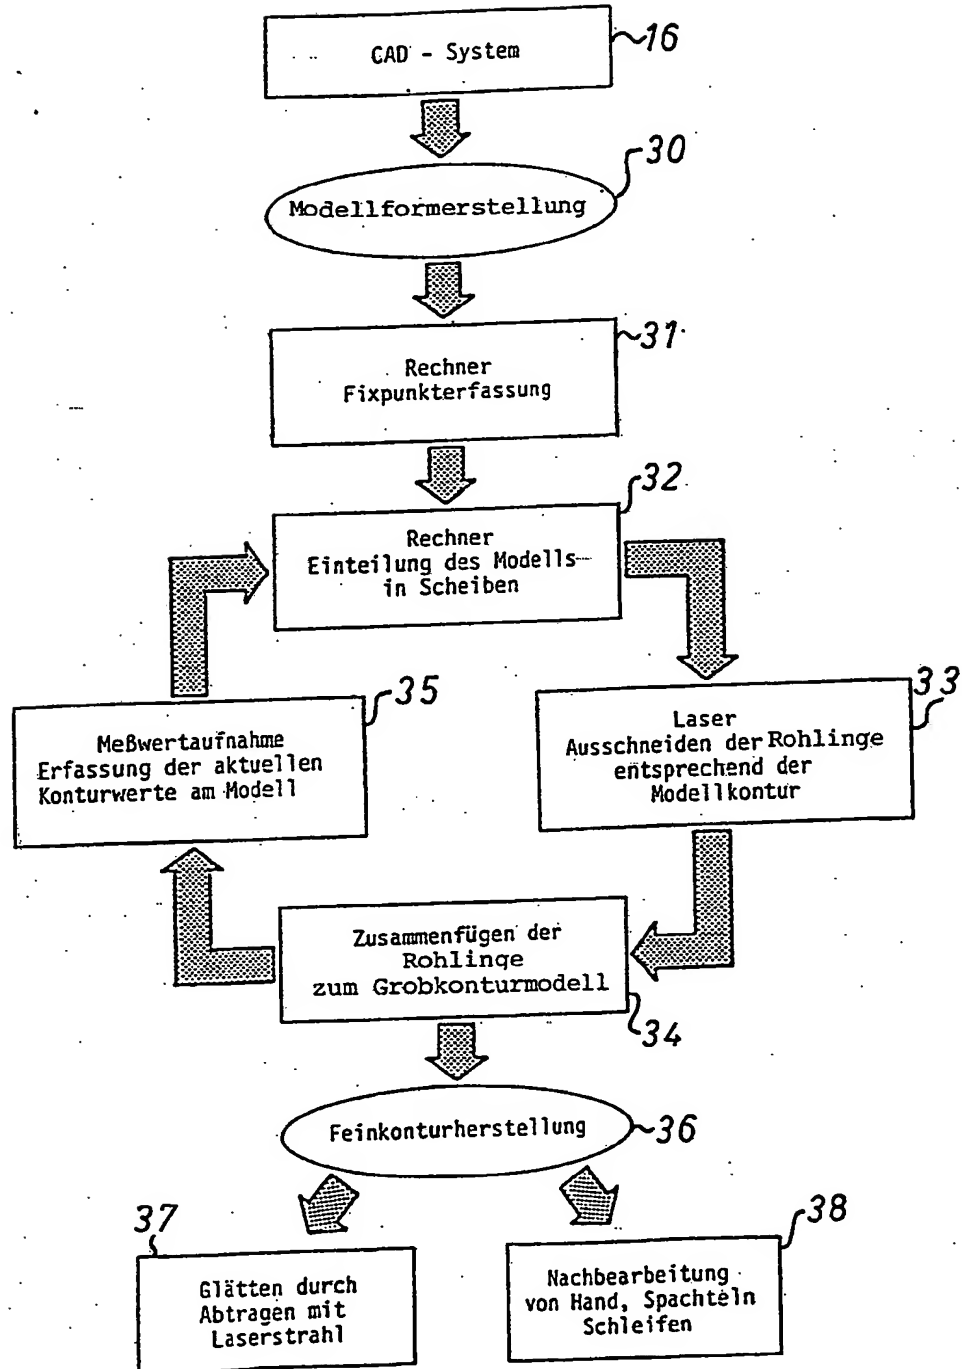 CAD - System
16
30
Modellformerstellung
31
Rechner
Fixpunkterfassung
32
Rechner
Einteilung des Modells
in Scheiben
35
Meßwertaufnahme
Erfassung der aktuellen
Konturwerte am Modell
33
Laser
Ausschneiden der Rohlinge
entsprechend der
Modellkontur
Zusammenfügen der
Rohlinge
zum Grobkonturmodell
34
Feinkonturherstellung
36
37
Glätten durch
Abtragen mit
Laserstrahl
38
Nachbearbeitung
von Hand, Spachteln
Schleifen